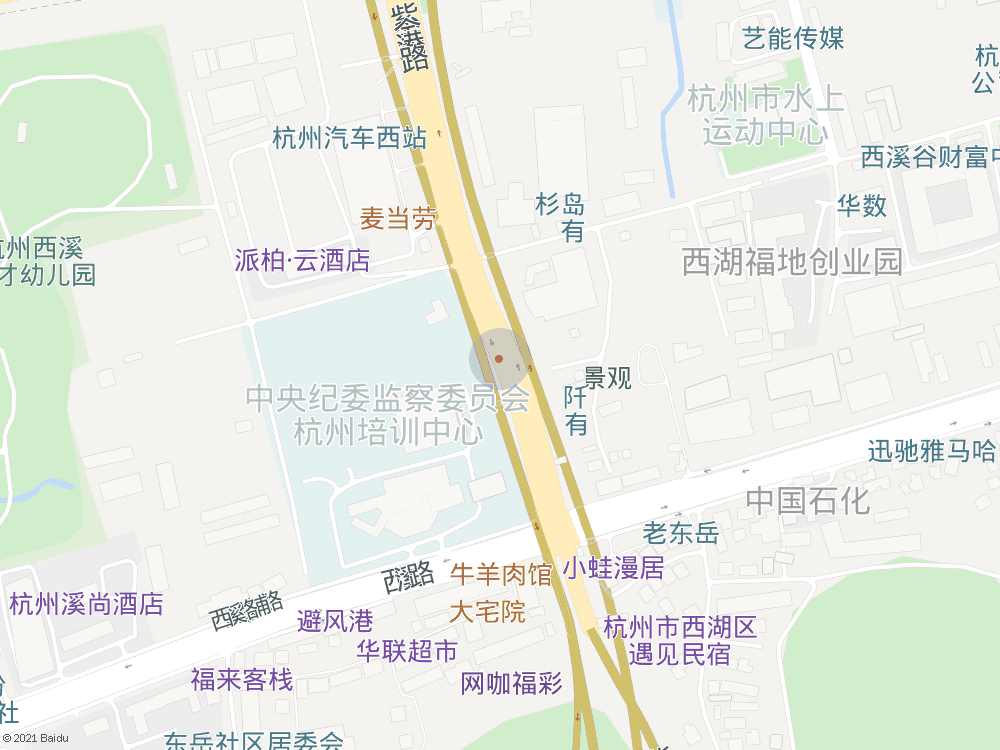 紫港路
艺能传媒
杭
公
杭州市水上
运动中心
杭州汽车西站
西溪谷财富中
麦当劳
杉岛
有
华数
杭州西溪
才幼儿园
派柏·云酒店
西湖福地创业园
景观
中央纪委监察委员会
杭州培训中心
阡
有
迅驰雅马哈
中国石化
老东岳
西溪路
牛羊肉馆
小蛙漫居
杭州溪尚酒店
西溪路辅路
避风港
大宅院
杭州市西湖区
遇见民宿
华联超市
福来客栈
网咖福彩
社
东岳社区居委会
© 2021 Baidu